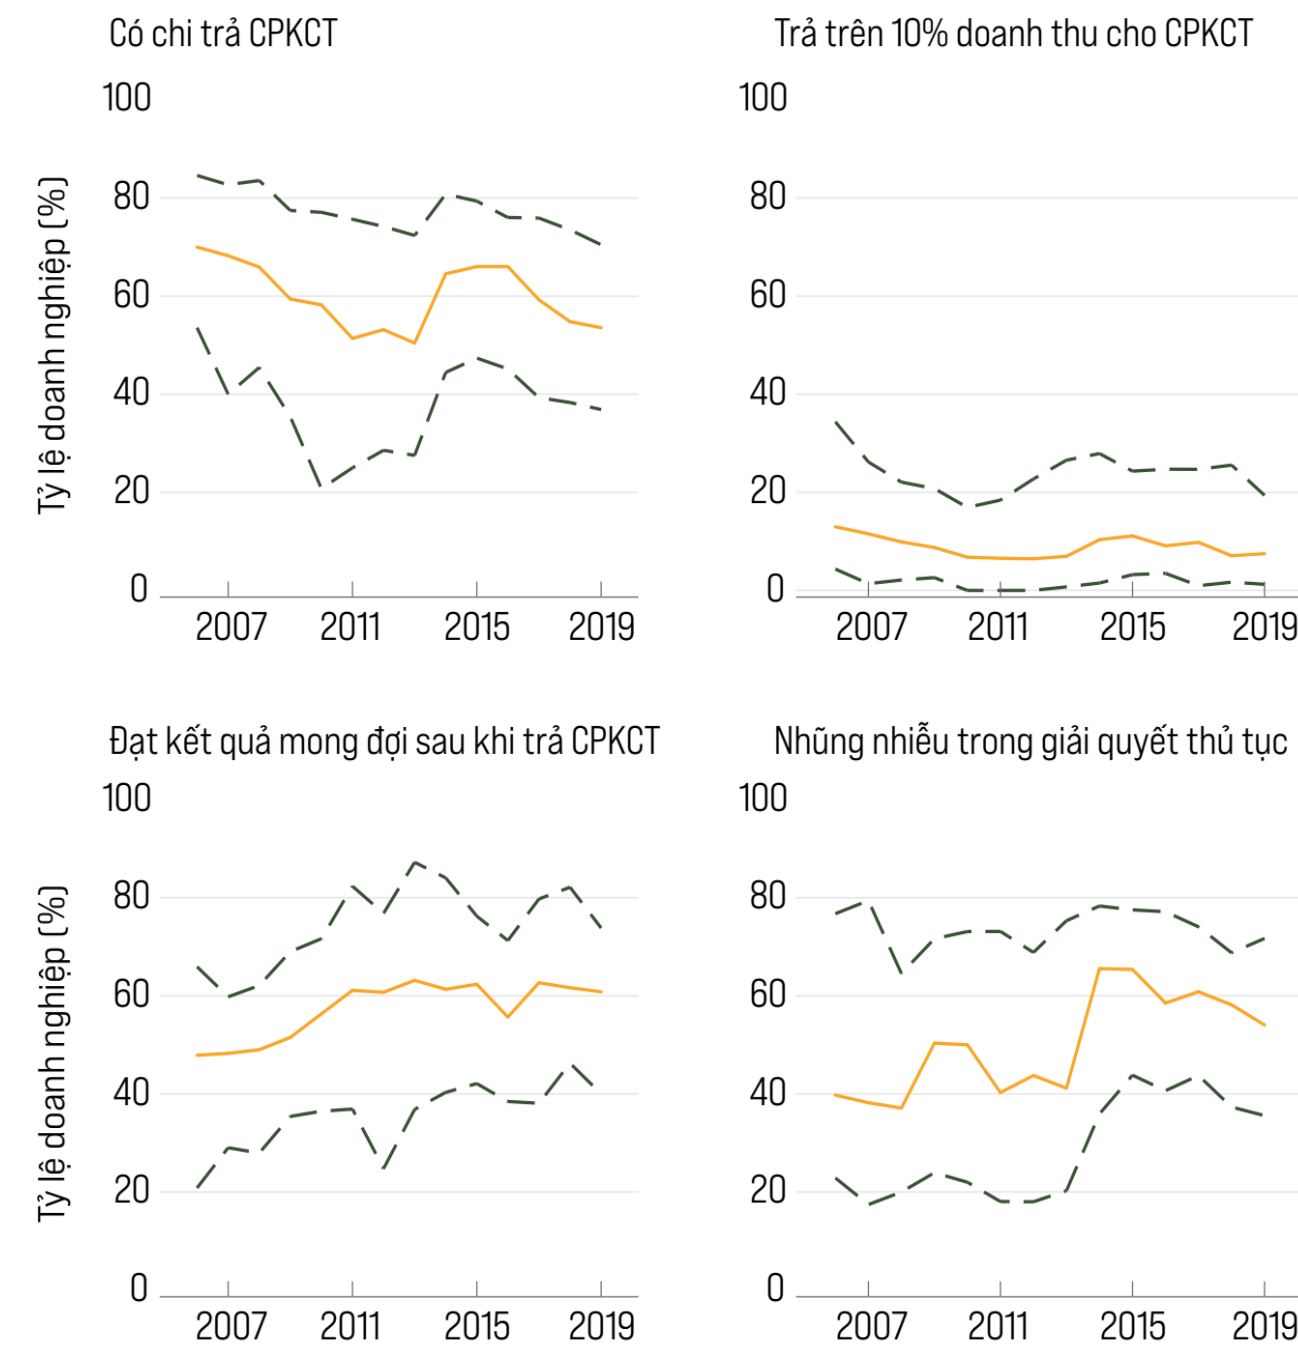 Có chi trả CPKCT
Trả trên 10% doanh thu cho CPKCT
Tỷ lệ doanh nghiệp (%)
100
80
60
40
20
0
2007 2011 2015 2019
100
80
60
40
20
0
2007 2011 2015 2019
Đạt kết quả mong đợi sau khi trả CPKCT
Nhũng nhiễu trong giải quyết thủ tục
Tỷ lệ doanh nghiệp (%)
100
80
60
40
20
0
2007 2011 2015 2019
100
80
60
40
20
0
2007 2011 2015 2019